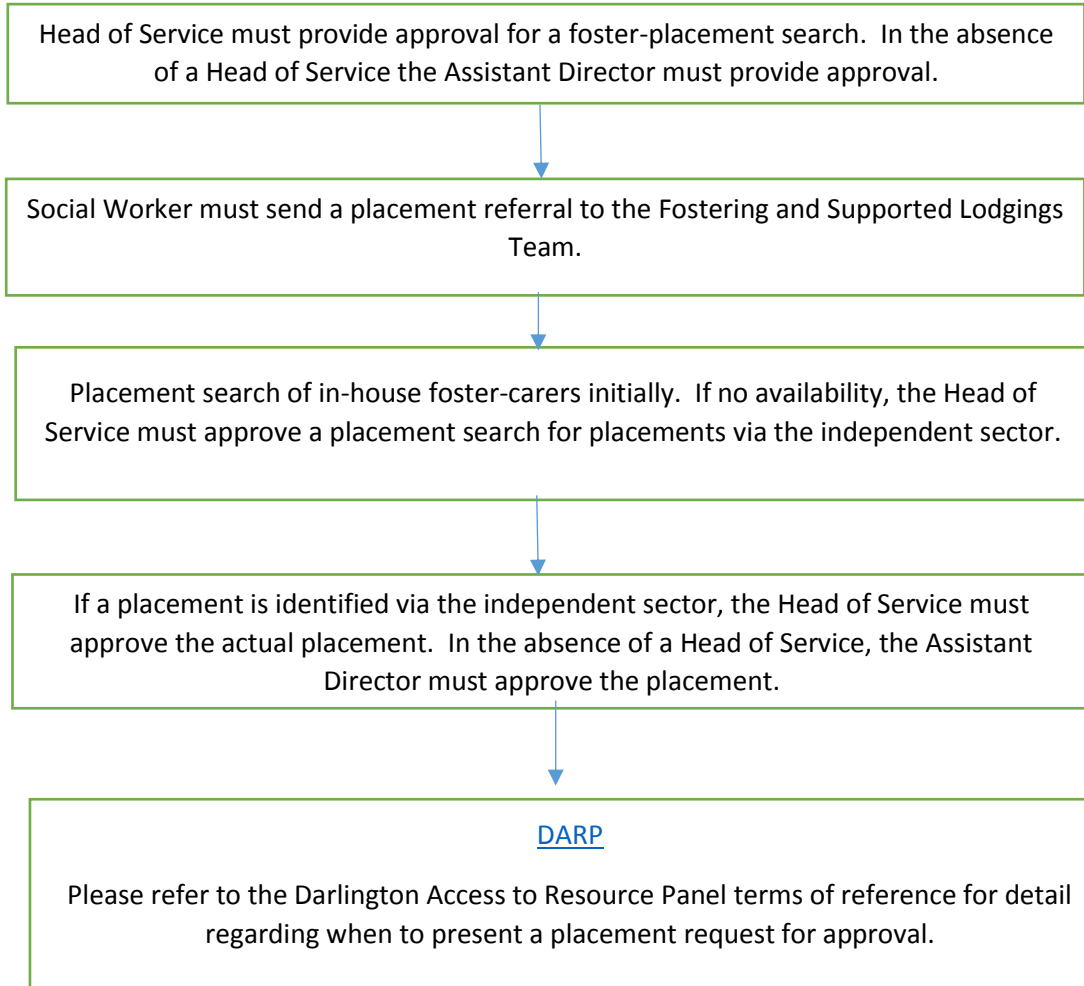 Head of Service must provide approval for a foster-placement search.  In the absence
of a Head of Service the Assistant Director must provide approval.
Social Worker must send a placement referral to the Fostering and Supported Lodgings
Team.
Placement search of in-house foster-carers initially.  If no availability, the Head of
Service must approve a placement search for placements via the independent sector.
If a placement is identified via the independent sector, the Head of Service must
approve the actual placement.  In the absence of a Head of Service, the Assistant
Director must approve the placement.
DARP
Please refer to the Darlington Access to Resource Panel terms of reference for detail
regarding when to present a placement request for approval.